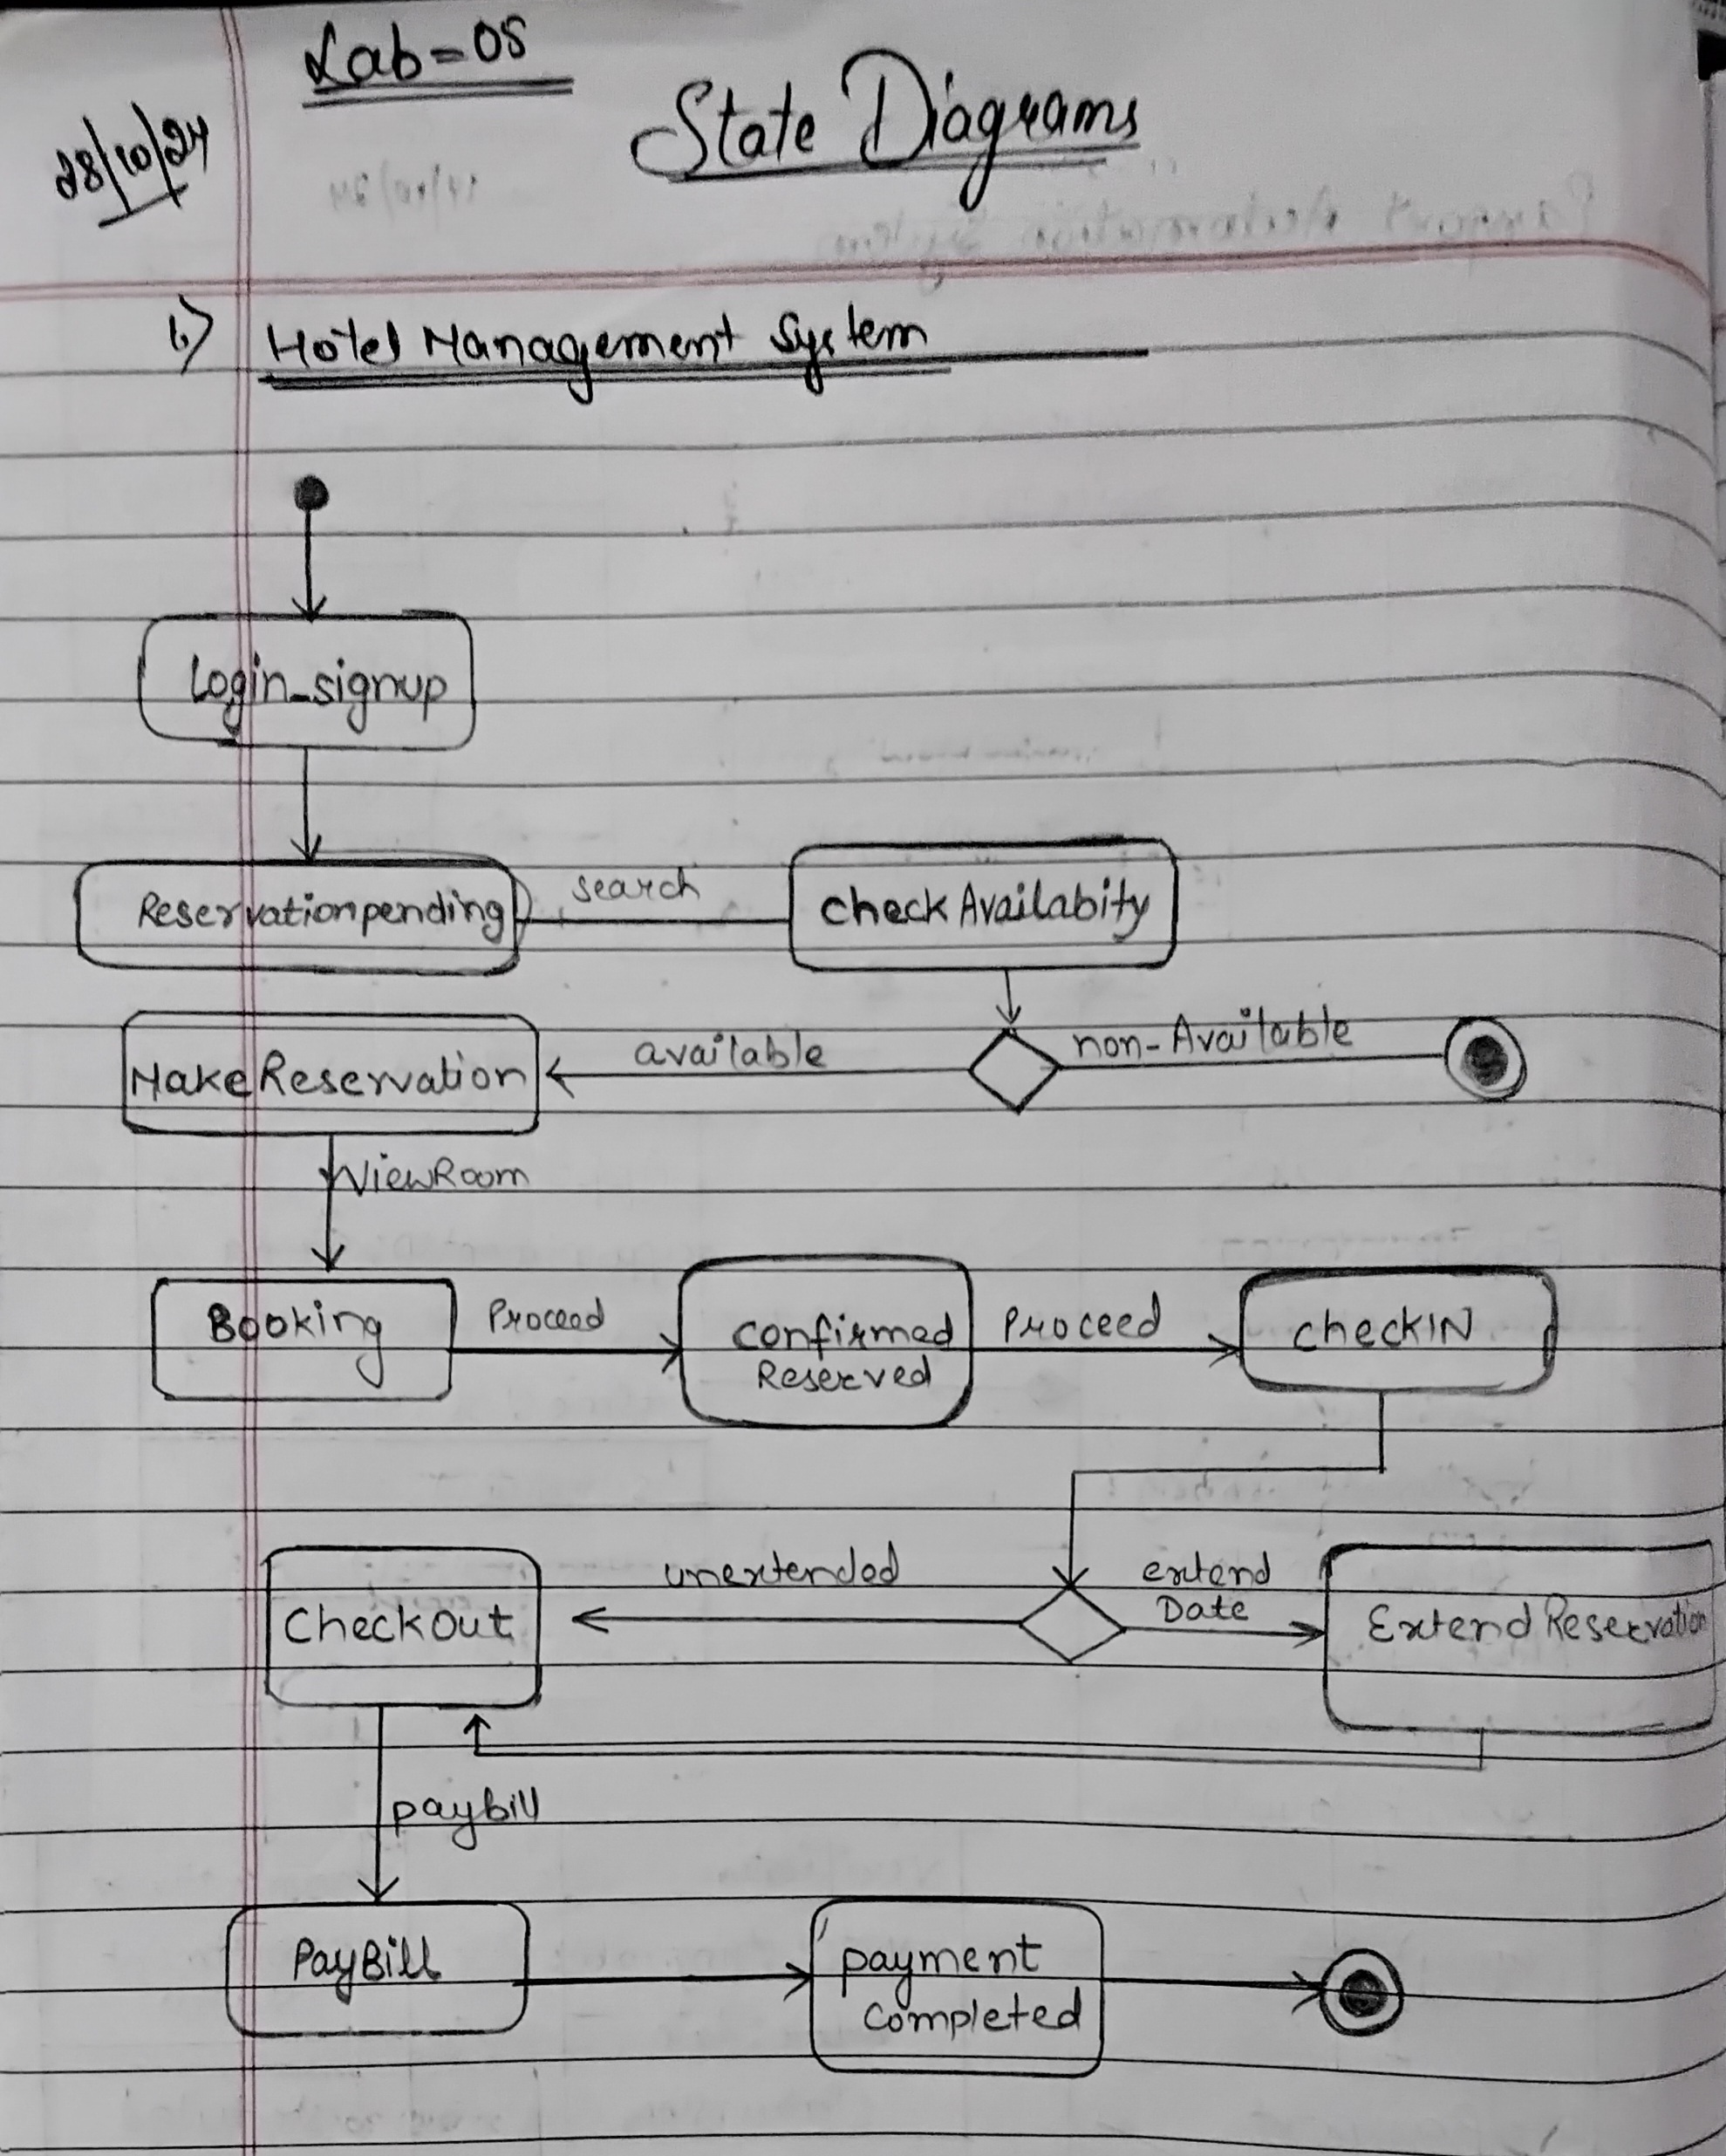 Lab=05
28/10/24
State Diagrams
1.) Hotel Management System
Login_signup
Reservationpending
search
check Availabity
Make Reservation
available
non-Available
ViewRoom
Booking
Proceed
confirmed
Reserved
Proceed
checkIN
Checkout
unextended
extend
Date
Extend Reservation
paybill
PayBill
payment
completed